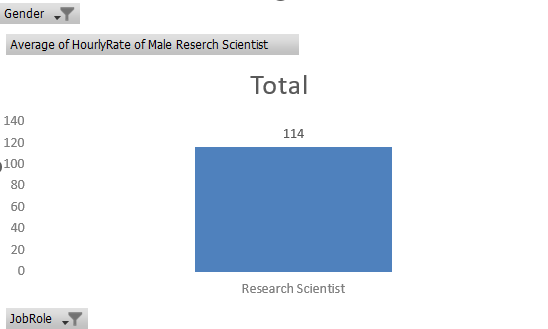 Gender
Average of HourlyRate of Male Reserch Scientist
Total
140
120
100
80
60
40
20
0
114
Research Scientist
JobRole